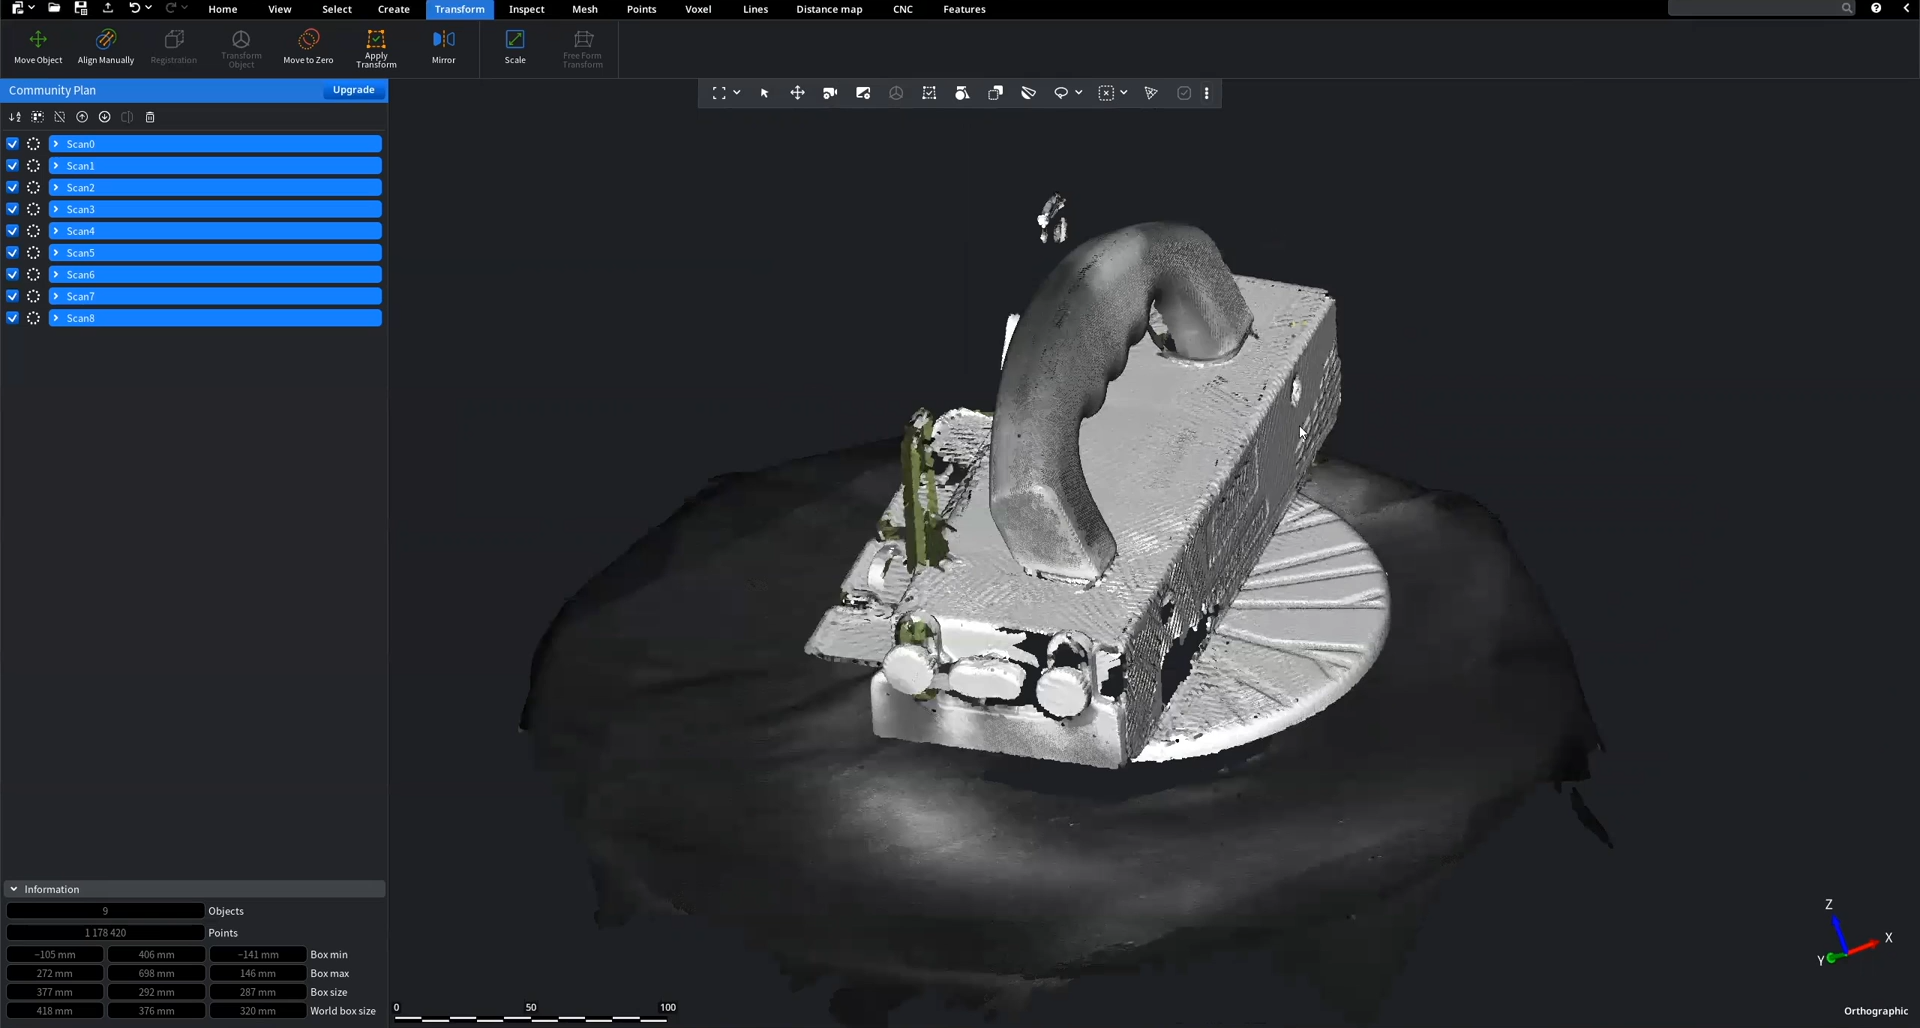 Home View Select Create Transform Inspect Mesh Points Voxel Lines Distance map CNC Features
Move Object
Align Manually
Registration
Transform
Object
Move to Zero
Apply
Transform
Mirror
Scale
Free Form
Transform
Community Plan
Upgrade
Scan0
Scan1
Scan2
Scan3
Scan4
Scan5
Scan6
Scan7
Scan8
Information
9 Objects
1 178 420 Points
−105 mm 406 mm −141 mm Box min
272 mm 698 mm 146 mm Box max
377 mm 292 mm 287 mm Box size
418 mm 376 mm 320 mm World box size
0 50 100
Z
X
Y
Orthographic